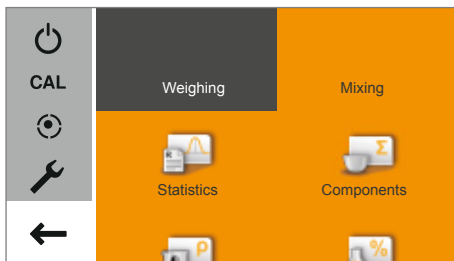 CAL
Weighing
Mixing
Σ
Statistics
Components
ρ
%